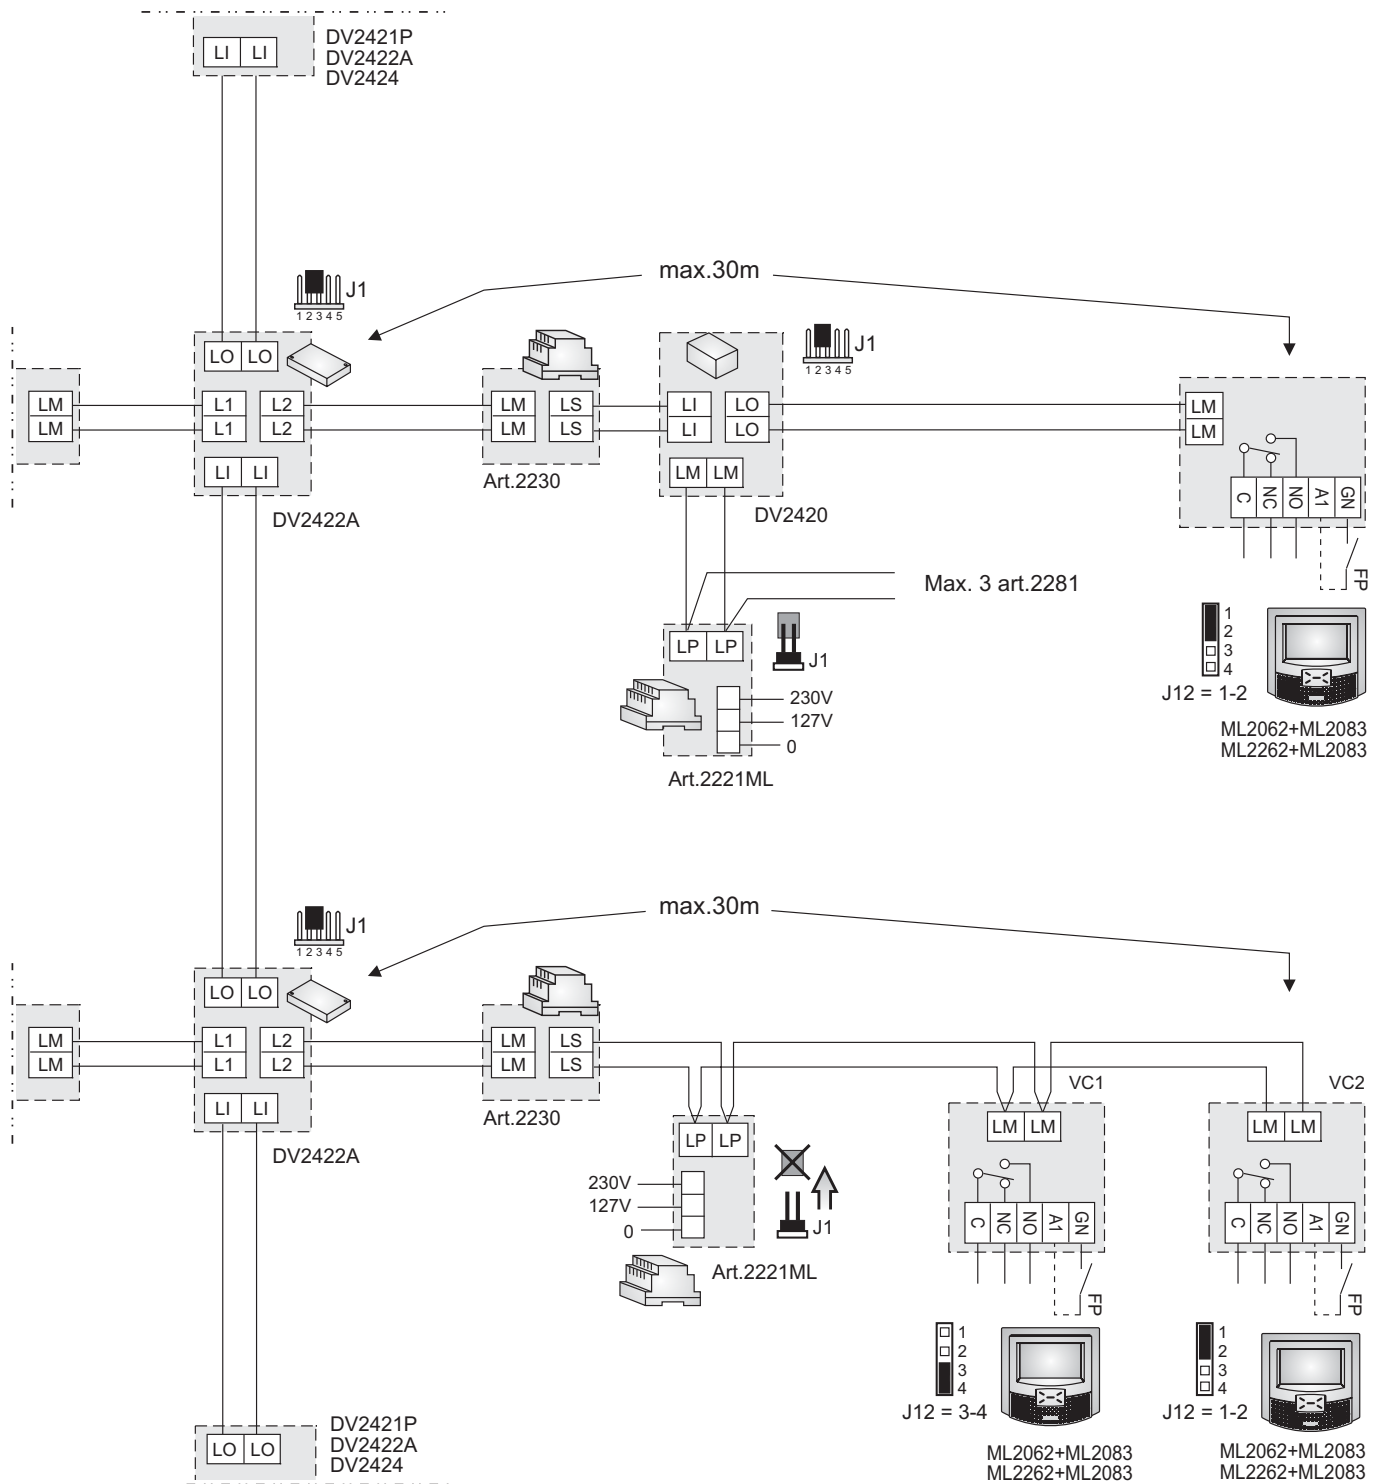 LI LI
DV2421P
DV2422A
DV2424
max.30m
J1
1 2 3 4 5
LO LO
J1
1 2 3 4 5
LM
LM
L1 L2
L1 L2
LM LS
LM LS
LI LO
LI LO
LM
LM
LI LI
Art.2230
LM LM
C NC NO A1 GN
DV2422A
DV2420
FP
Max. 3 art.2281
LP LP
J1
1
2
3
4
J12 = 1-2
230V
127V
0
ML2062+ML2083
ML2262+ML2083
Art.2221ML
max.30m
J1
1 2 3 4 5
LO LO
LM
LM
L1 L2
L1 L2
LM LS
LM LS
VC1
VC2
LI LI
Art.2230
LM LM
LM LM
DV2422A
LP LP
230V
127V
0
J1
C NC NO A1 GN
C NC NO A1 GN
Art.2221ML
FP
FP
1
2
3
4
J12 = 3-4
1
2
3
4
J12 = 1-2
LO LO
DV2421P
DV2422A
DV2424
ML2062+ML2083
ML2262+ML2083
ML2062+ML2083
ML2262+ML2083